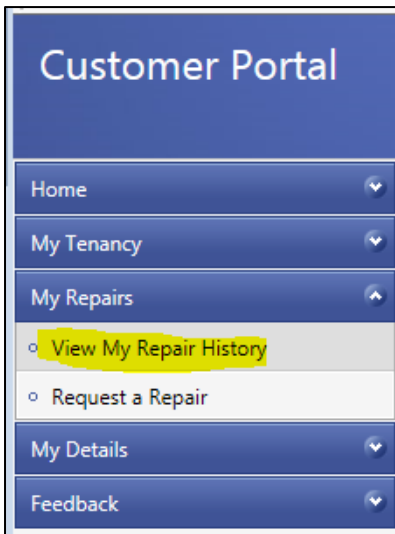 Customer Portal
Home
My Tenancy
My Repairs
View My Repair History
Request a Repair
My Details
Feedback